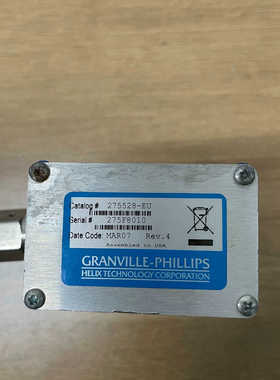 Catalog # 275528-EU
Serial # 275F8010
Date Code: MAR07 Rev.4
Assembled in USA
GRANVILLE-PHILLIPS
HELIX TECHNOLOGY CORPORATION